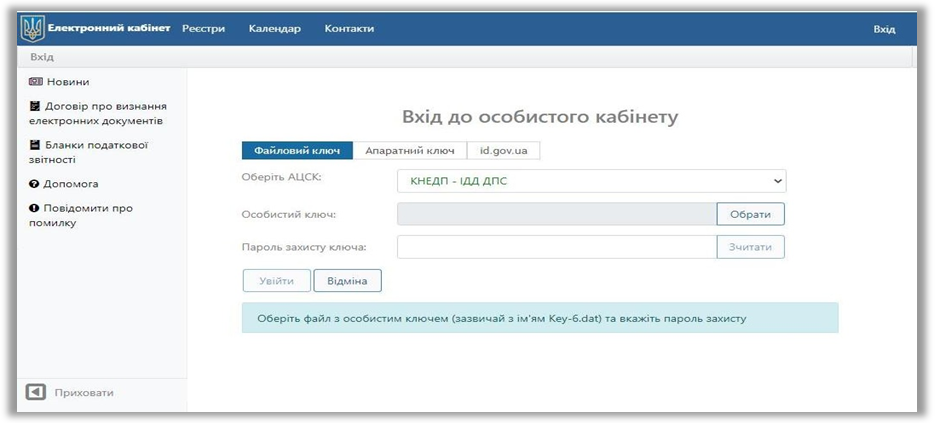 Електронний кабінет Реєстри Календар Контакти Вхід
Вхід
Новини
Договір про визнання
електронних документів
Бланки податкової
звітності
Допомога
Повідомити про
помилку
Приховати
Вхід до особистого кабінету
Файловий ключ Апаратний ключ id.gov.ua
Оберіть АЦСК: КНЕДП - ІДД ДПС
Особистий ключ: Обрати
Пароль захисту ключа: Зчитати
Увійти Відміна
Оберіть файл з особистим ключем (зазвичай з ім'ям Key-6.dat) та вкажіть пароль захисту